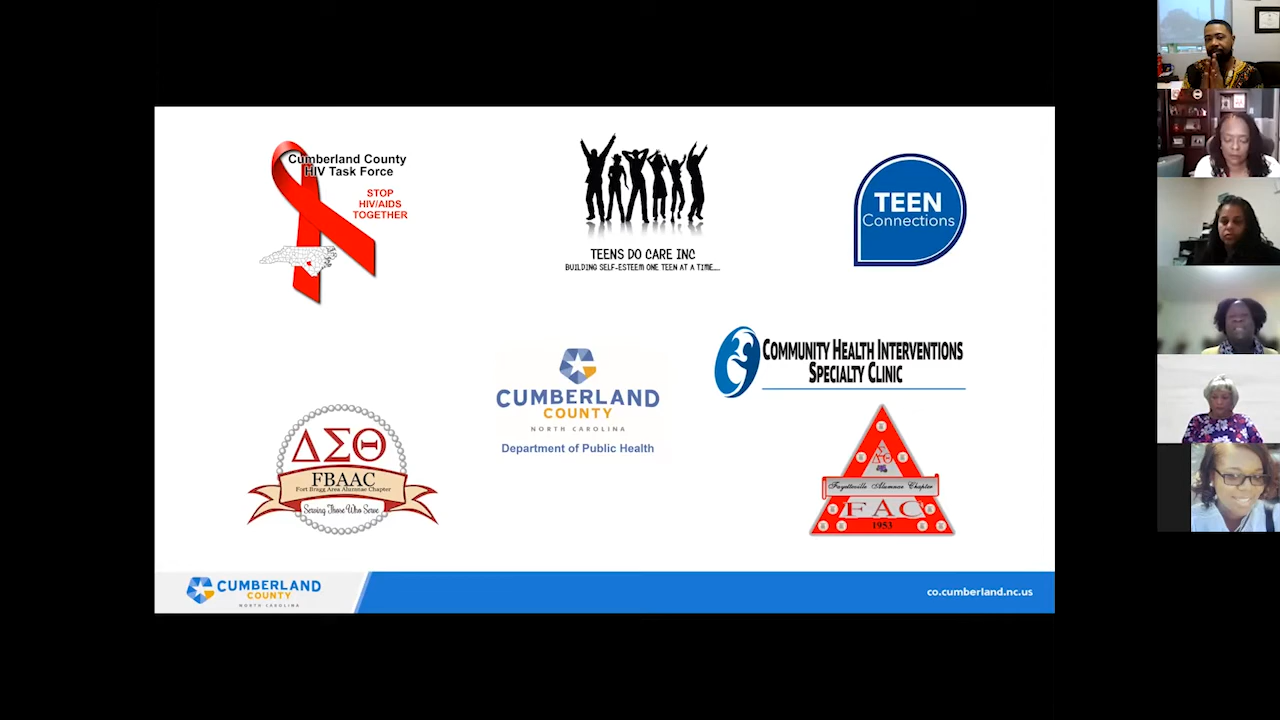 Cumberland County
HIV Task Force
STOP
HIV/AIDS
TOGETHER
TEENS DO CARE INC
BUILDING SELF-ESTEEM ONE TEEN AT A TIME....
TEEN
Connections
CUMBERLAND
COUNTY
NORTH CAROLINA
Department of Public Health
COMMUNITY HEALTH INTERVENTIONS
SPECIALTY CLINIC
ΔΣΘ
FBAAC
Fort Bragg Area Alumnae Chapter
Serving Those Who Serve
ΔΣΘ
Fayetteville Alumnae Chapter
FAC
1953
CUMBERLAND
COUNTY
NORTH CAROLINA
co.cumberland.nc.us